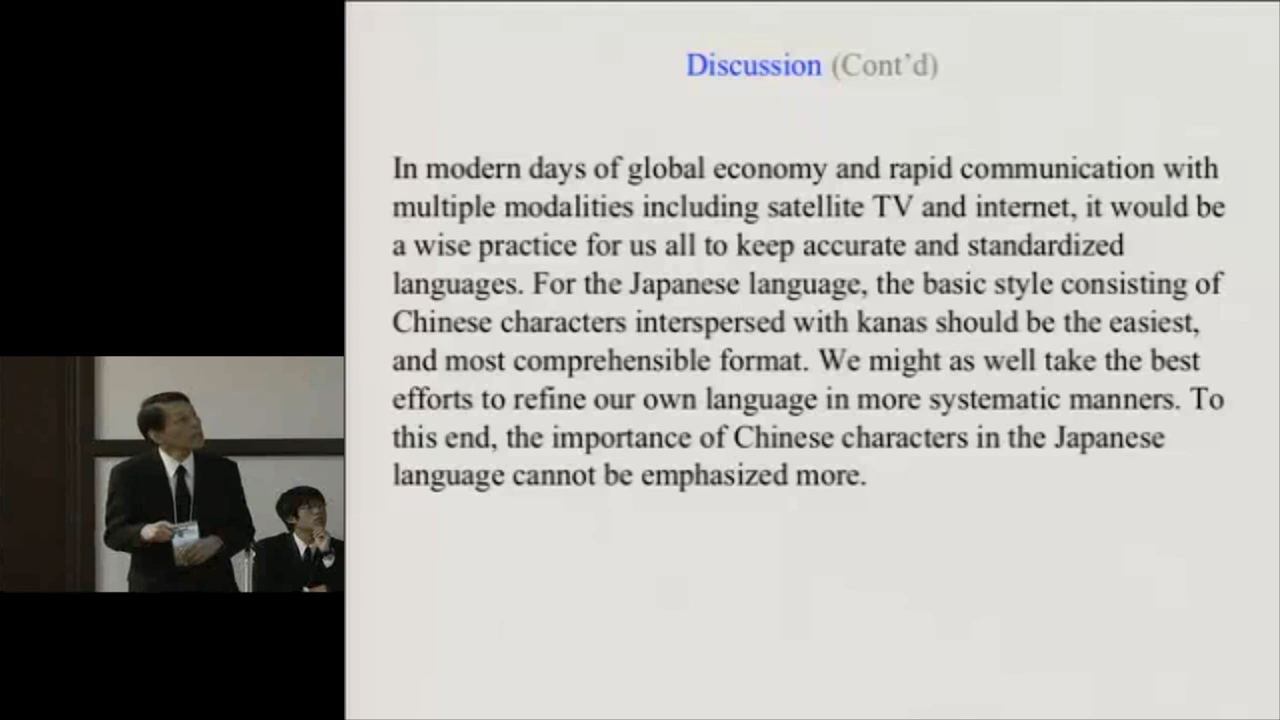 Discussion (Cont'd)
In modern days of global economy and rapid communication with
multiple modalities including satellite TV and internet, it would be
a wise practice for us all to keep accurate and standardized
languages. For the Japanese language, the basic style consisting of
Chinese characters interspersed with kanas should be the easiest,
and most comprehensible format. We might as well take the best
efforts to refine our own language in more systematic manners. To
this end, the importance of Chinese characters in the Japanese
language cannot be emphasized more.